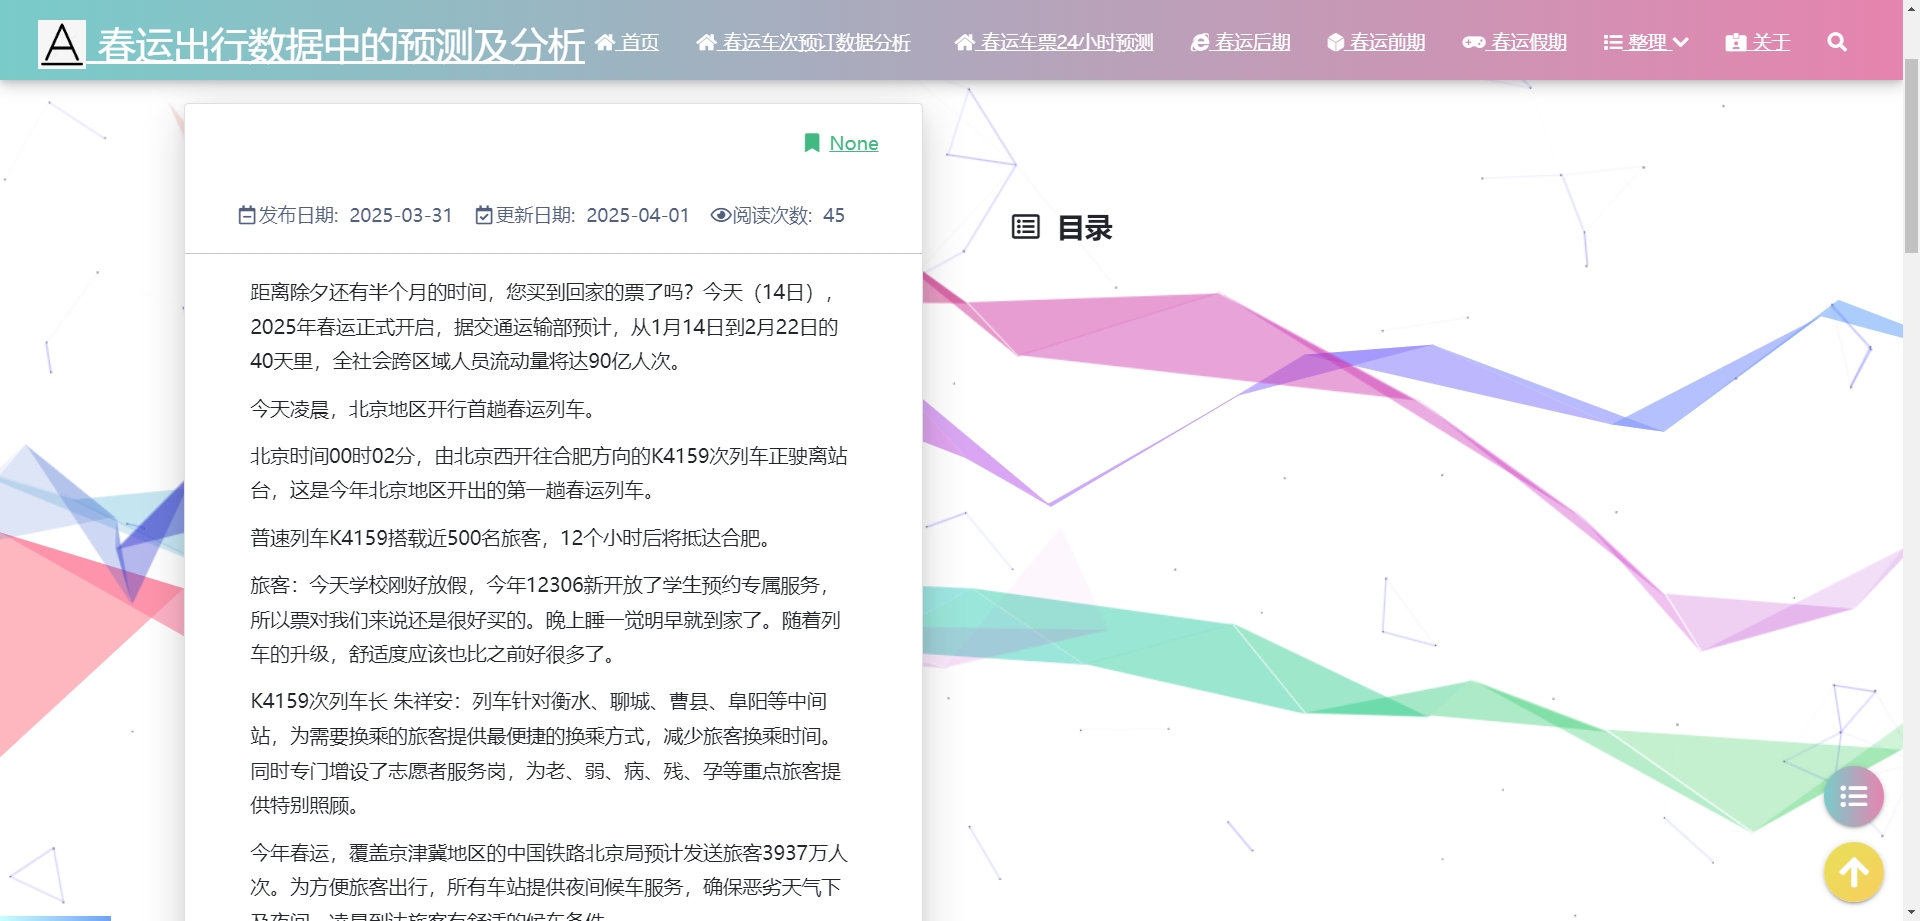 A 春运出行数据中的预测及分析 首页 春运车次预订数据分析 春运车票24小时预测 春运后期 春运前期 春运假期 整理 关于
None
发布日期: 2025-03-31 更新日期: 2025-04-01 阅读次数: 45
目录
距离除夕还有半个月的时间，您买到回家的票了吗？今天（14日），
2025年春运正式开启，据交通运输部预计，从1月14日到2月22日的
40天里，全社会跨区域人员流动量将达90亿人次。
今天凌晨，北京地区开行首趟春运列车。
北京时间00时02分，由北京西开往合肥方向的K4159次列车正驶离站
台，这是今年北京地区开出的第一趟春运列车。
普速列车K4159搭载近500名旅客，12个小时后将抵达合肥。
旅客：今天学校刚好放假，今年12306新开放了学生预约专属服务，
所以票对我们来说还是很好买的。晚上睡一觉明早就到家了。随着列
车的升级，舒适度应该也比之前好很多了。
K4159次列车长 朱祥安：列车针对衡水、聊城、曹县、阜阳等中间
站，为需要换乘的旅客提供最便捷的换乘方式，减少旅客换乘时间。
同时专门增设了志愿者服务岗，为老、弱、病、残、孕等重点旅客提
供特别照顾。
今年春运，覆盖京津冀地区的中国铁路北京局预计发送旅客3937万人
次。为方便旅客出行，所有车站提供夜间候车服务，确保恶劣天气下
及夜间、凌晨到达旅客有舒适的候车条件